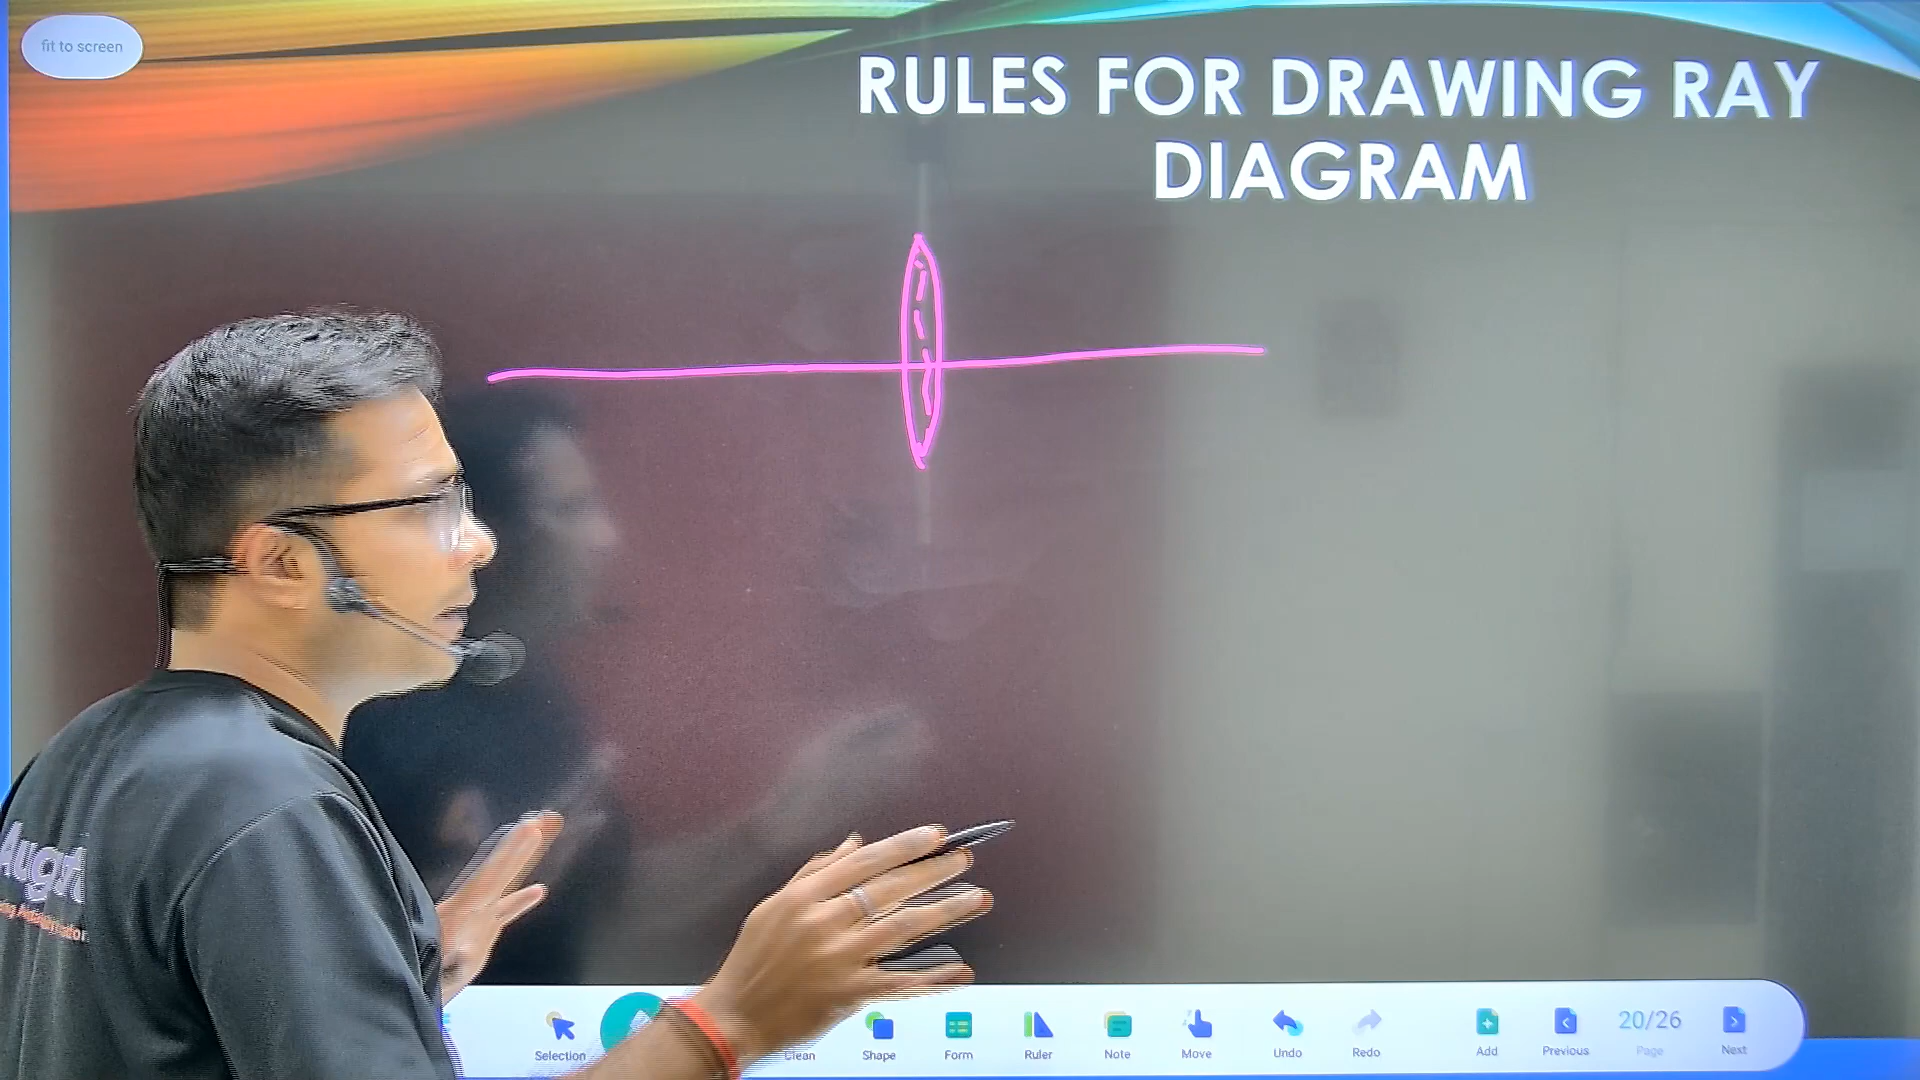 fit to screen
RULES FOR DRAWING RAY
DIAGRAM
Selection
Clean
Shape
Form
Ruler
Note
Move
Undo
Redo
Add
Previous
20/26
Page
Next